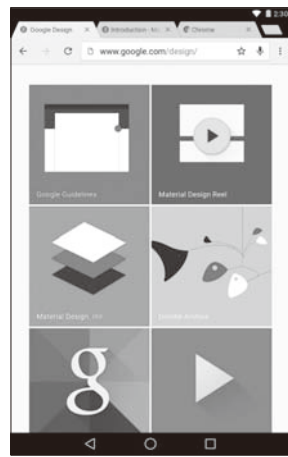 2:30
Google Design
Introduction
Chrome
www.google.com/design/
Google Guidelines
Material Design Reel
Material Design
g